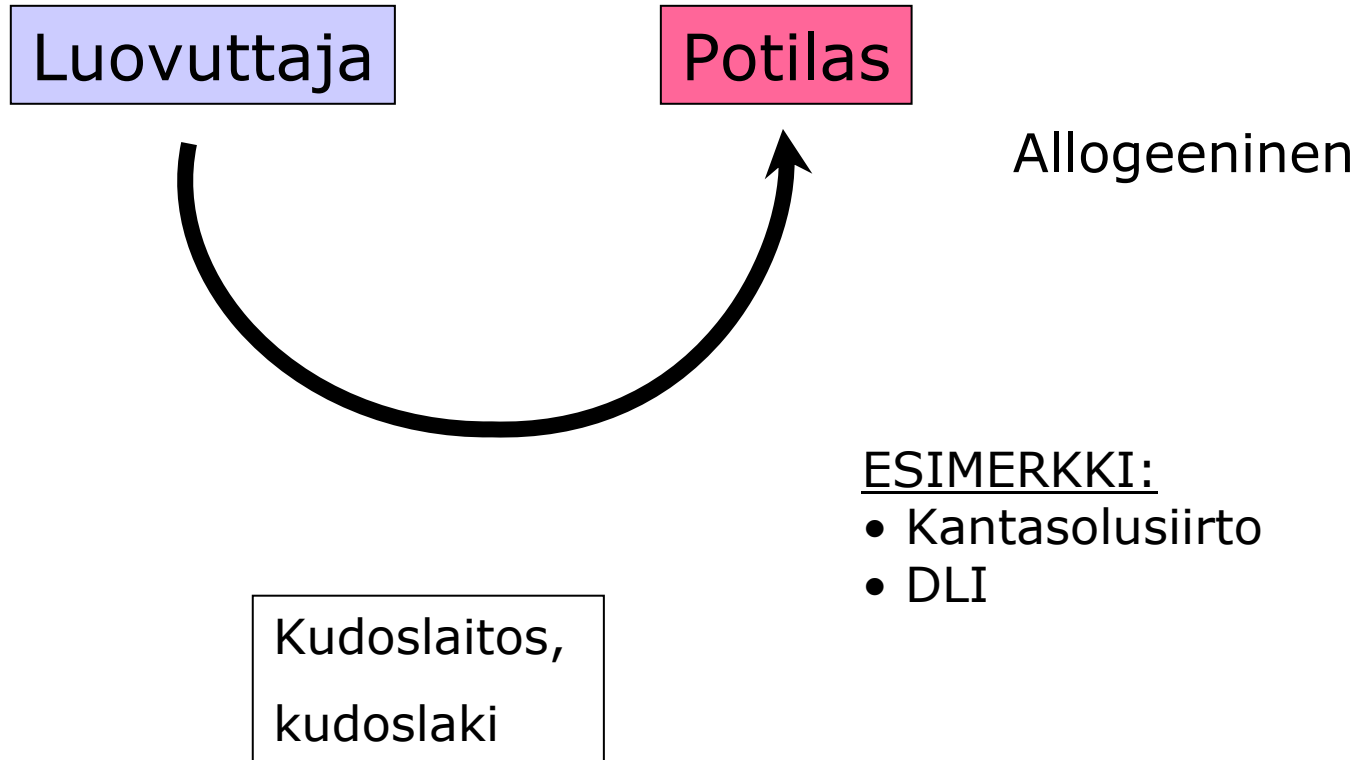 Luovuttaja
Potilas
Allogeeninen
ESIMERKKI:
• Kantasolusiirto
• DLI
Kudoslaitos,
kudoslaki